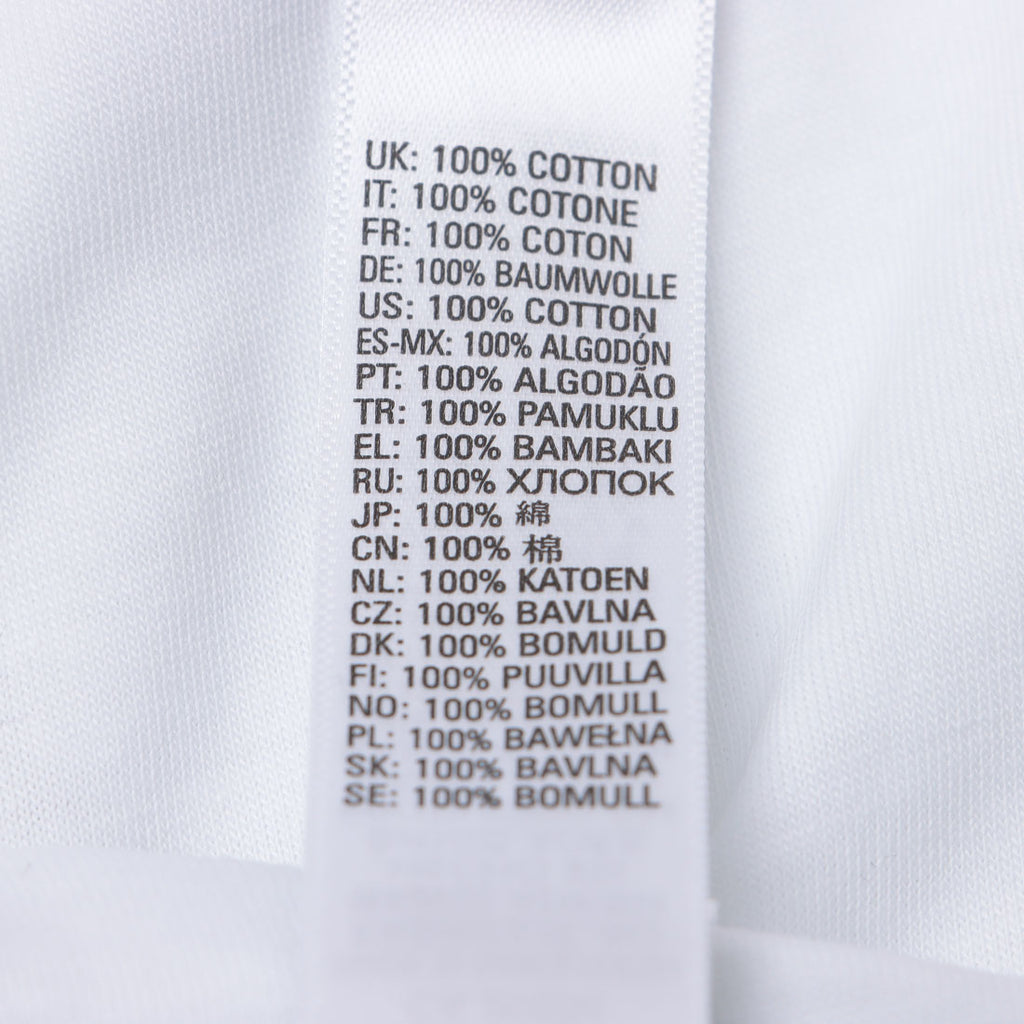 UK: 100% COTTON
IT: 100% COTONE
FR: 100% COTON
DE: 100% BAUMWOLLE
US: 100% COTTON
ES-MX: 100% ALGODÓN
PT: 100% ALGODÃO
TR: 100% PAMUKLU
EL: 100% BAMBAKI
RU: 100% ХЛОПОК
JP: 100% 綿
CN: 100% 棉
NL: 100% KATOEN
CZ: 100% BAVLNA
DK: 100% BOMULD
FI: 100% PUUVILLA
NO: 100% BOMULL
PL: 100% BAWEŁNA
SK: 100% BAVLNA
SE: 100% BOMULL